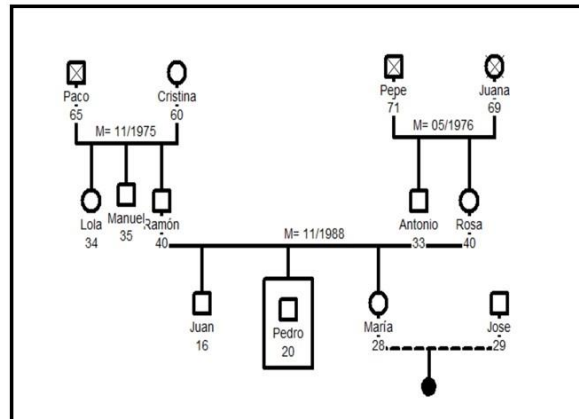 Paco
65
Cristina
60
Pepe
71
Juana
69
M= 11/1975
M= 05/1976
Lola
34
Manuel
35
Ramón
40
Antonio
33
Rosa
40
M= 11/1988
Juan
16
Pedro
20
María
28
Jose
29